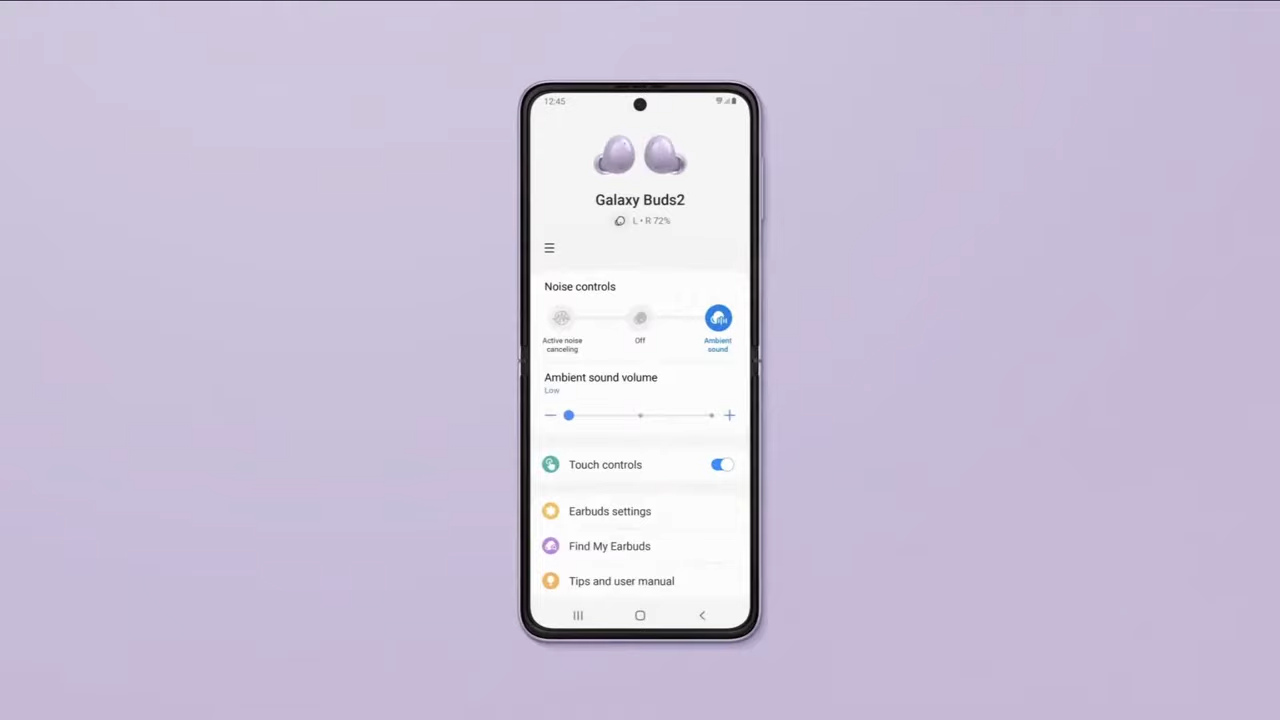 12:45
Galaxy Buds2
L • R 72%
Noise controls
Active noise
canceling
Off
Ambient
sound
Ambient sound volume
Low
Touch controls
Earbuds settings
Find My Earbuds
Tips and user manual